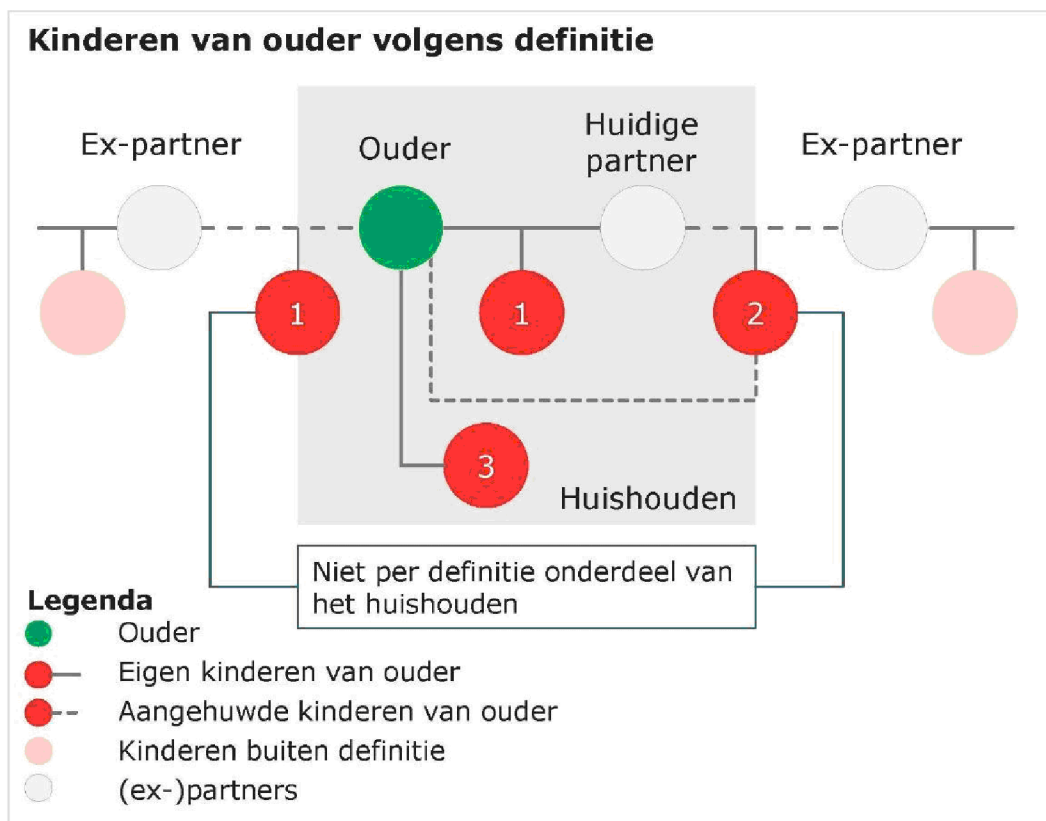 Kinderen van ouder volgens definitie
Ex-partner
Ouder
Huidige
partner
Ex-partner
1
1
2
3
Huishouden
Niet per definitie onderdeel van
het huishouden
Legenda
Ouder
Eigen kinderen van ouder
Aangehuwde kinderen van ouder
Kinderen buiten definitie
(ex-)partners